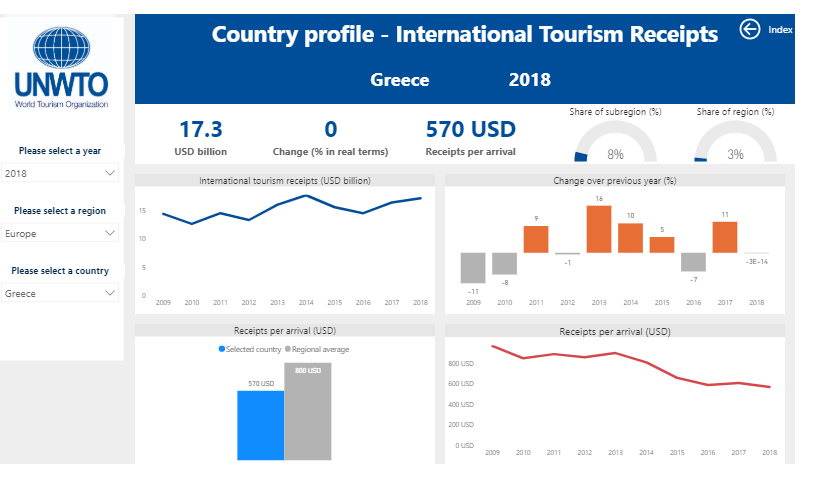 Country profile - International Tourism Receipts
Index
Greece 2018
UNWTO
World Tourism Organization
Please select a year
2018
Please select a region
Europe
Please select a country
Greece
17.3
USD billion
0
Change (% in real terms)
570 USD
Receipts per arrival
Share of subregion (%)
8%
Share of region (%)
3%
International tourism receipts (USD billion)
15
10
5
0
2009 2010 2011 2012 2013 2014 2015 2016 2017 2018
Change over previous year (%)
-11
-8
9
-1
16
10
5
-7
11
-3E-14
2009 2010 2011 2012 2013 2014 2015 2016 2017 2018
Receipts per arrival (USD)
Selected country Regional average
570 USD
800 USD
Receipts per arrival (USD)
800 USD
600 USD
400 USD
200 USD
0 USD
2009 2010 2011 2012 2013 2014 2015 2016 2017 2018